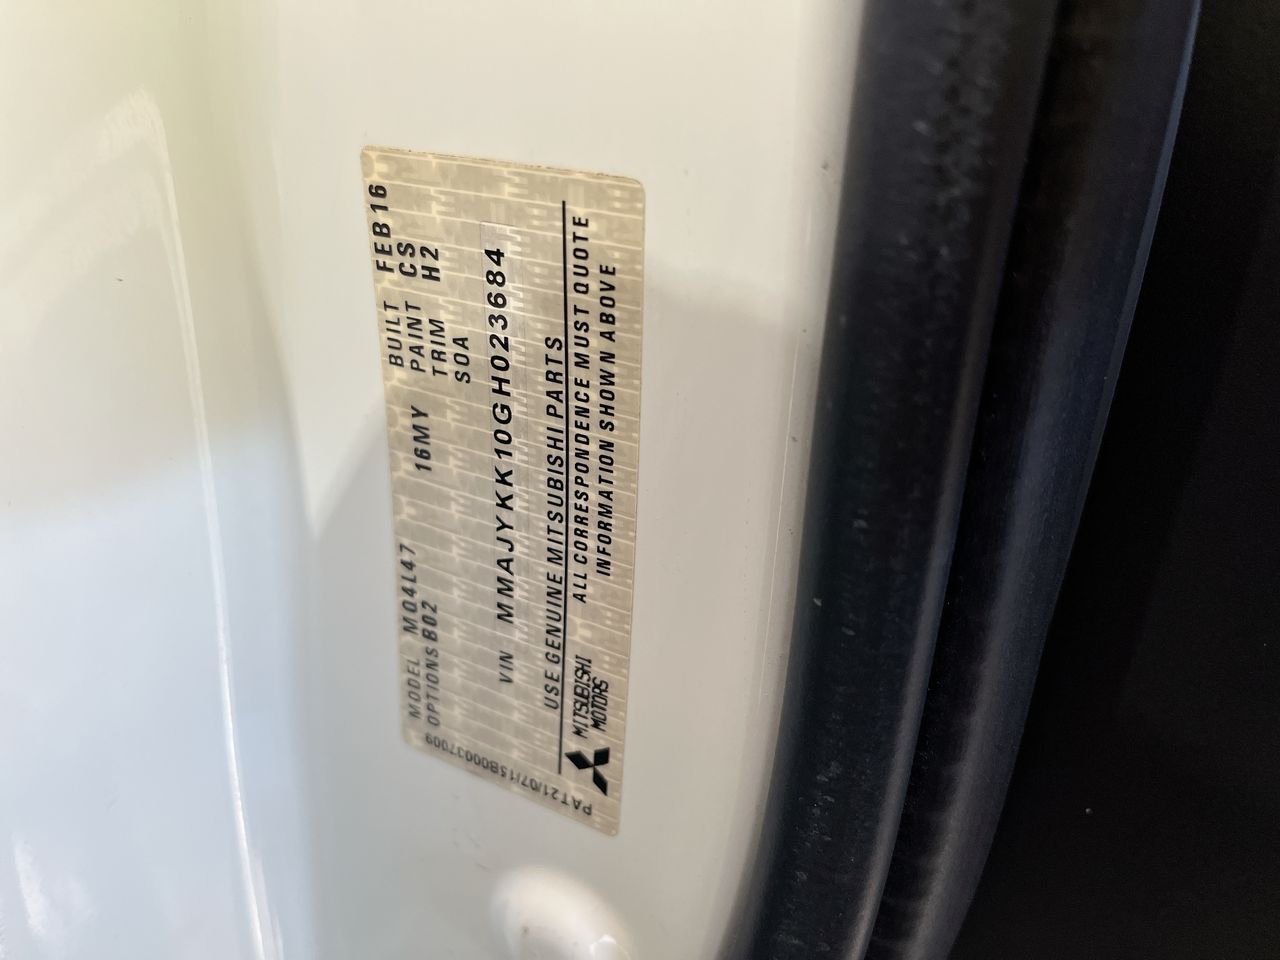 MODEL MQ4L47 16MY BUILT FEB16
OPTIONS B02 PAINT CS
TRIM H2
SOA
VIN MMAJYKK10GH023684
USE GENUINE MITSUBISHI PARTS
MITSUBISHI MOTORS
ALL CORRESPONDENCE MUST QUOTE
INFORMATION SHOWN ABOVE
PAT21/07/15B00037009